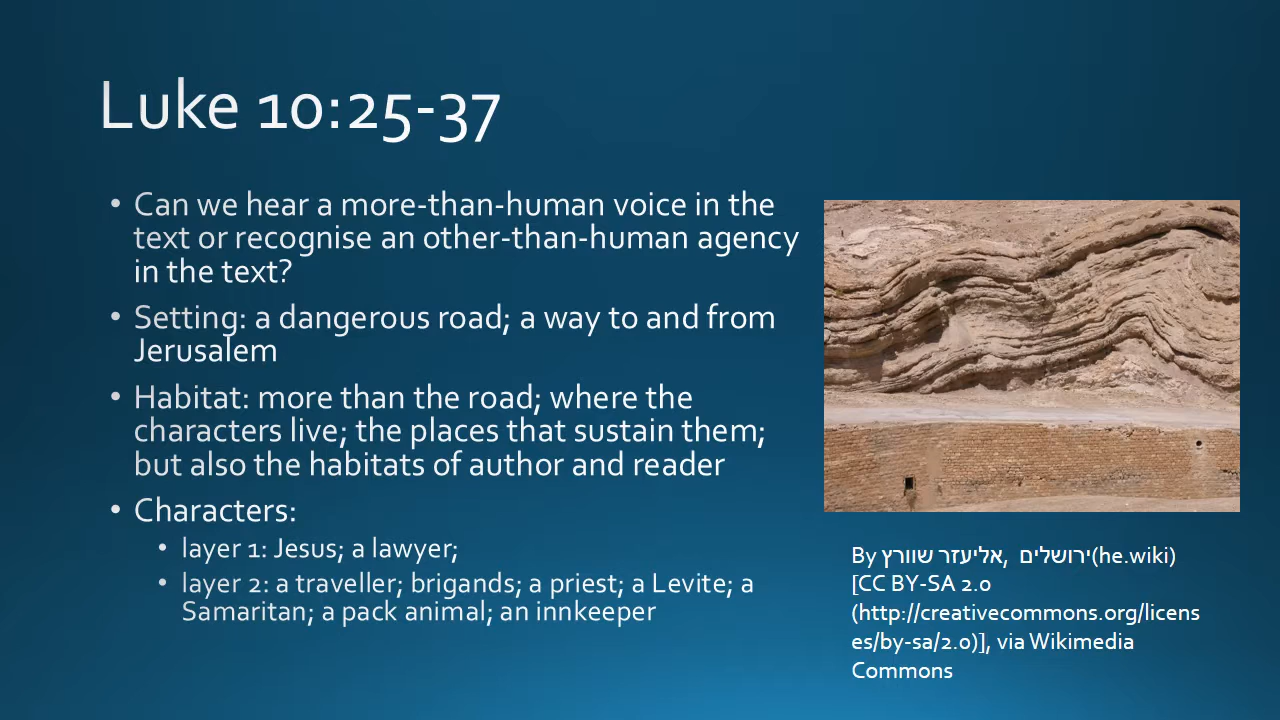 Luke 10:25-37
• Can we hear a more-than-human voice in the
text or recognise an other-than-human agency
in the text?
• Setting: a dangerous road; a way to and from
Jerusalem
• Habitat: more than the road; where the
characters live; the places that sustain them;
but also the habitats of author and reader
• Characters:
• layer 1: Jesus; a lawyer;
• layer 2: a traveller; brigands; a priest; a Levite; a
Samaritan; a pack animal; an innkeeper
By אליעזר שוורץ, ירושלים(he.wiki)
[CC BY-SA 2.0
(http://creativecommons.org/licens
es/by-sa/2.0)], via Wikimedia
Commons